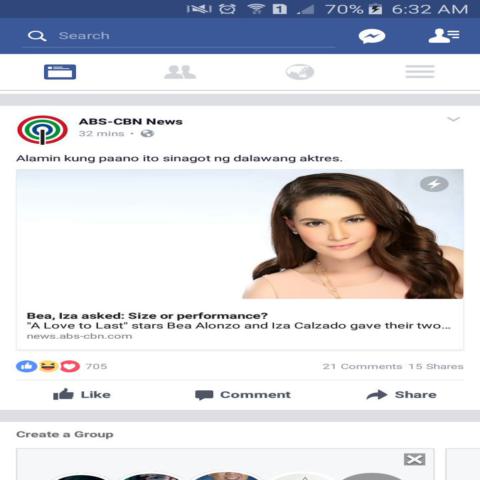 1 70% 6:32 AM
Search
ABS-CBN News
32 mins ·
Alamin kung paano ito sinagot ng dalawang aktres.
Bea, Iza asked: Size or performance?
"A Love to Last" stars Bea Alonzo and Iza Calzado gave their two...
news.abs-cbn.com
705 21 Comments 15 Shares
Like Comment Share
Create a Group